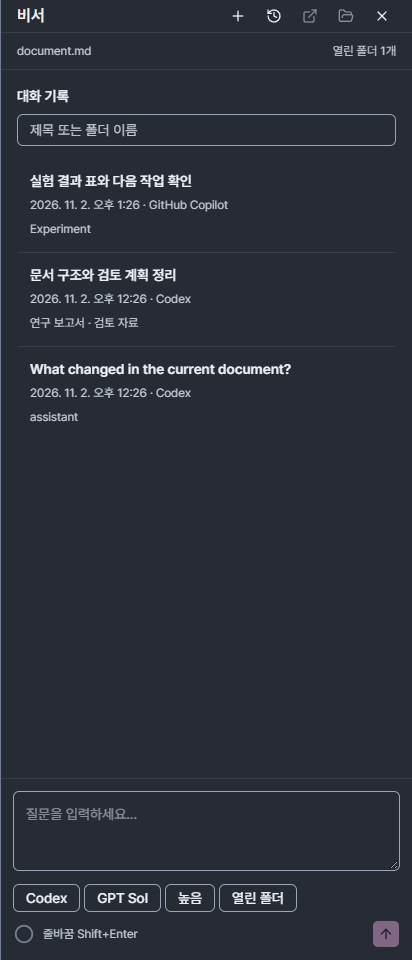 비서
document.md
열린 폴더 1개
대화 기록
제목 또는 폴더 이름
실험 결과 표와 다음 작업 확인
2026. 11. 2. 오후 1:26 · GitHub Copilot
Experiment
문서 구조와 검토 계획 정리
2026. 11. 2. 오후 12:26 · Codex
연구 보고서 · 검토 자료
What changed in the current document?
2026. 11. 2. 오후 12:26 · Codex
assistant
질문을 입력하세요...
Codex
GPT Sol
높음
열린 폴더
줄바꿈 Shift+Enter